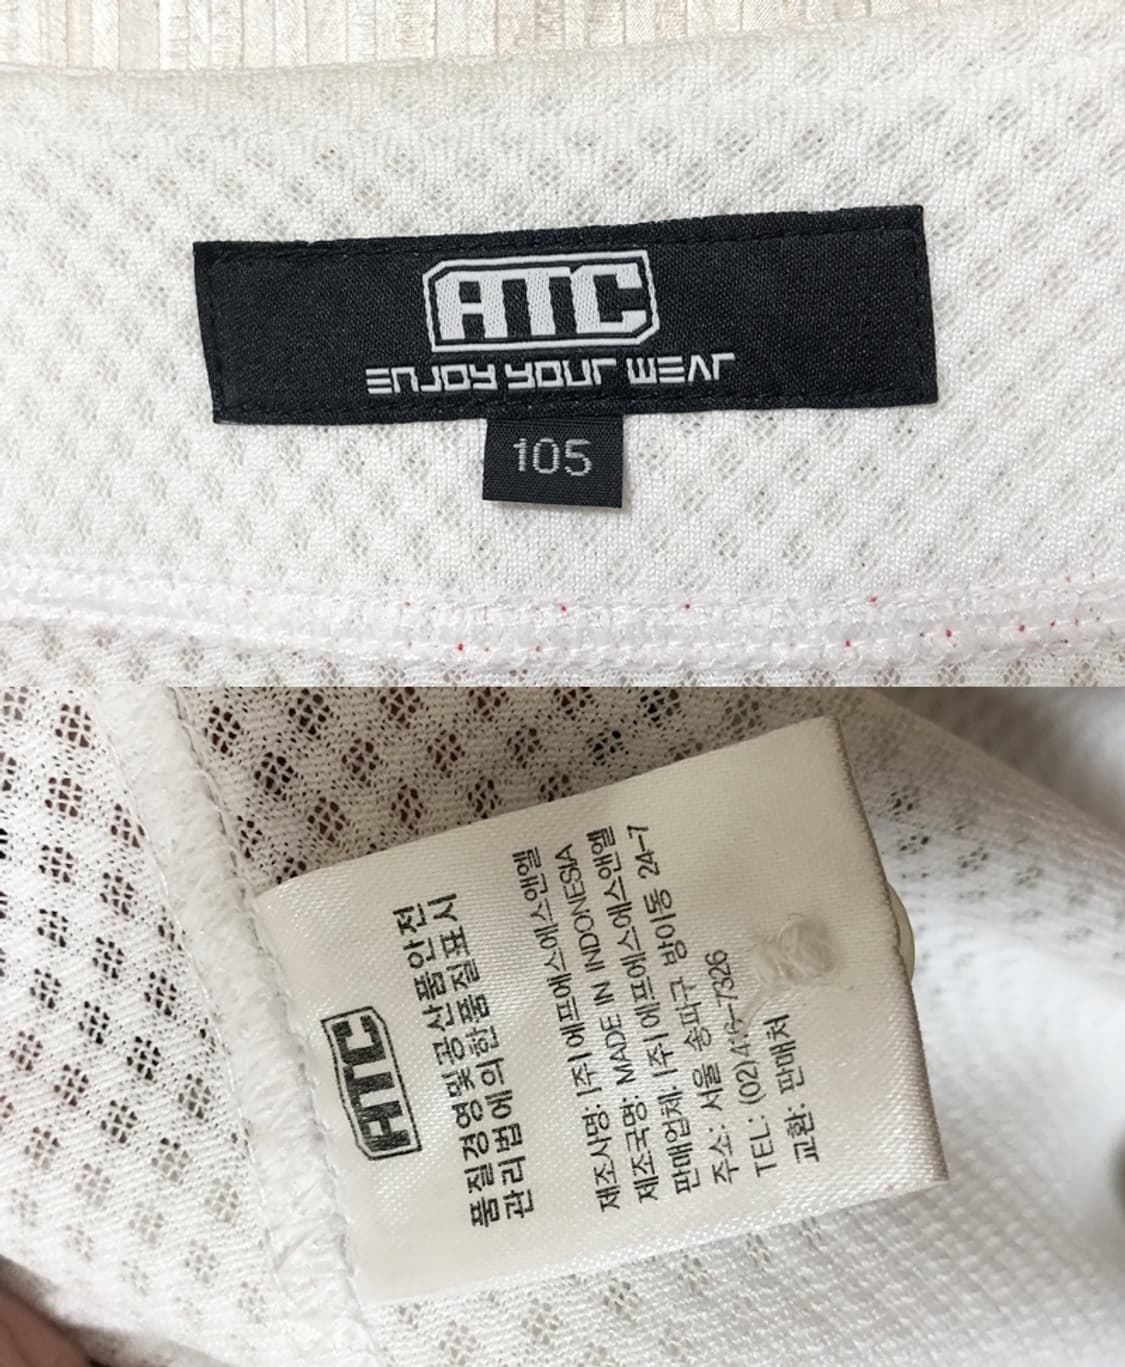 ATC
ENJOY YOUR WEAR
105
ATC
품질경영및공산품안전
관리법에의한품질표시
제조사명: (주)에프에스에스앤엘
제조국명: MADE IN INDONESIA
판매업체: (주)에프에스에스앤엘
주소: 서울 송파구 방이동 24-7
TEL: (02)416-7326
교환: 판매처